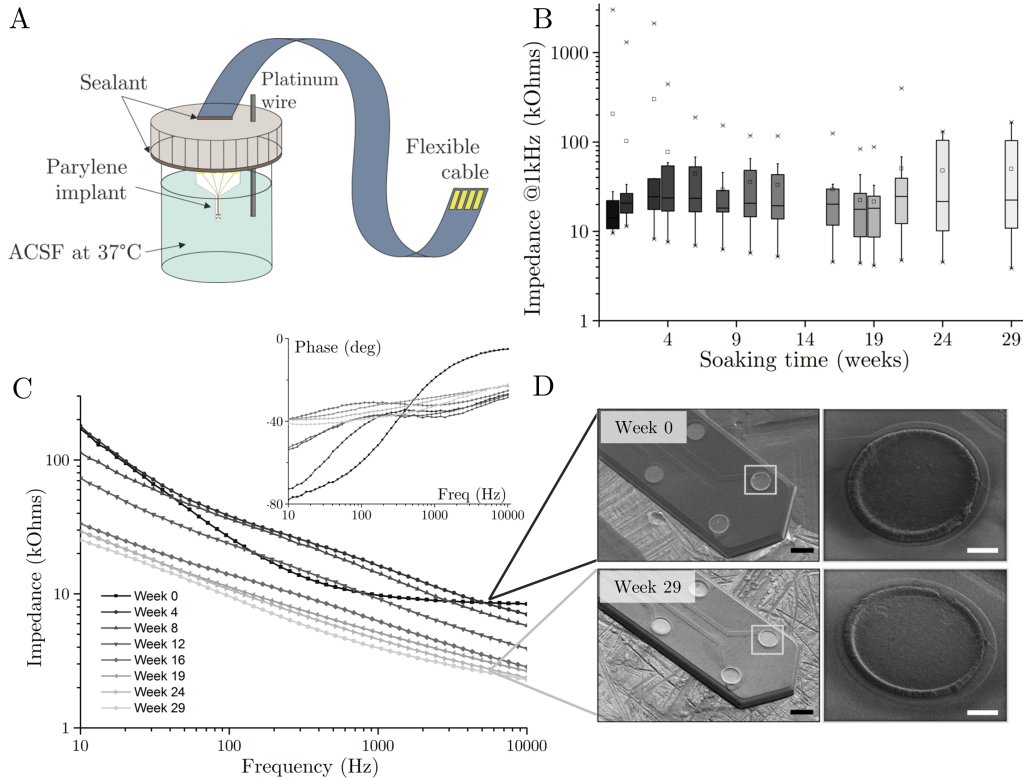 A
Sealant
Platinum
wire
Parylene
implant
Flexible
cable
ACSF at 37°C
B
Impedance @1kHz (kOhms)
1000
100
10
1
4
9
14
19
24
29
Soaking time (weeks)
C
Phase (deg)
0
-40
-80
10
100
1000
10000
Freq (Hz)
Impedance (kOhms)
100
10
1
Week 0
Week 4
Week 8
Week 12
Week 16
Week 19
Week 24
Week 29
10
100
1000
10000
Frequency (Hz)
D
Week 0
Week 29